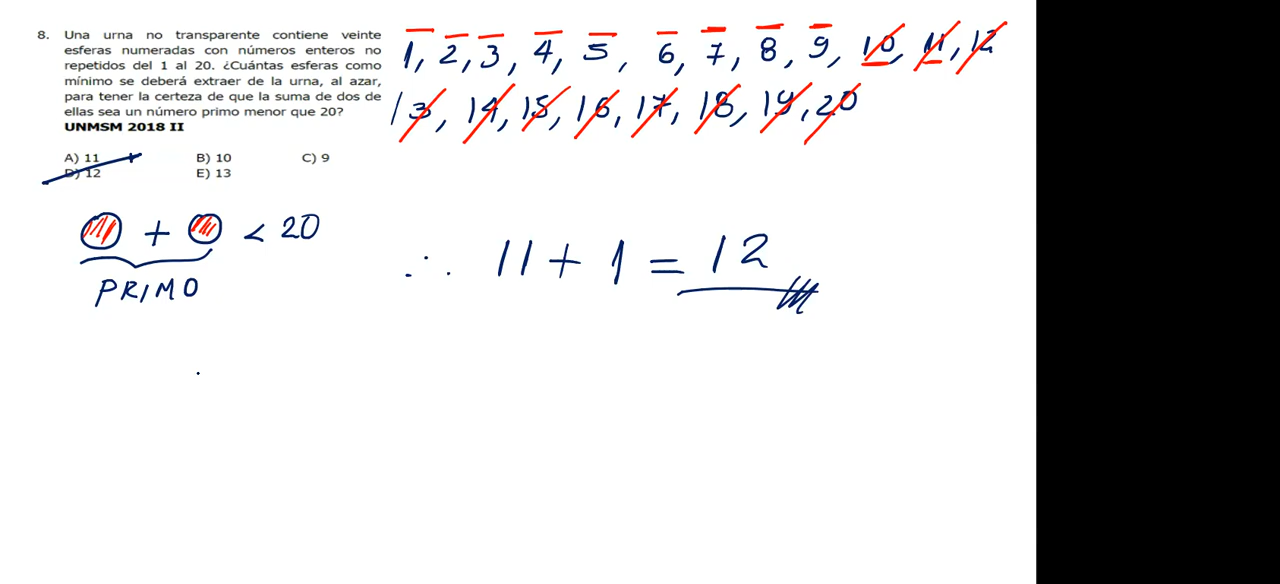 8. Una urna no transparente contiene veinte
esferas numeradas con números enteros no
repetidos del 1 al 20. ¿Cuántas esferas como
mínimo se deberá extraer de la urna, al azar,
para tener la certeza de que la suma de dos de
ellas sea un número primo menor que 20?
UNMSM 2018 II
A) 11 B) 10 C) 9
D) 12 E) 13
1, 2, 3, 4, 5, 6, 7, 8, 9, 10, 11, 12
13, 14, 15, 16, 17, 18, 19, 20
+ < 20
PRIMO
∴ 11 + 1 = 12